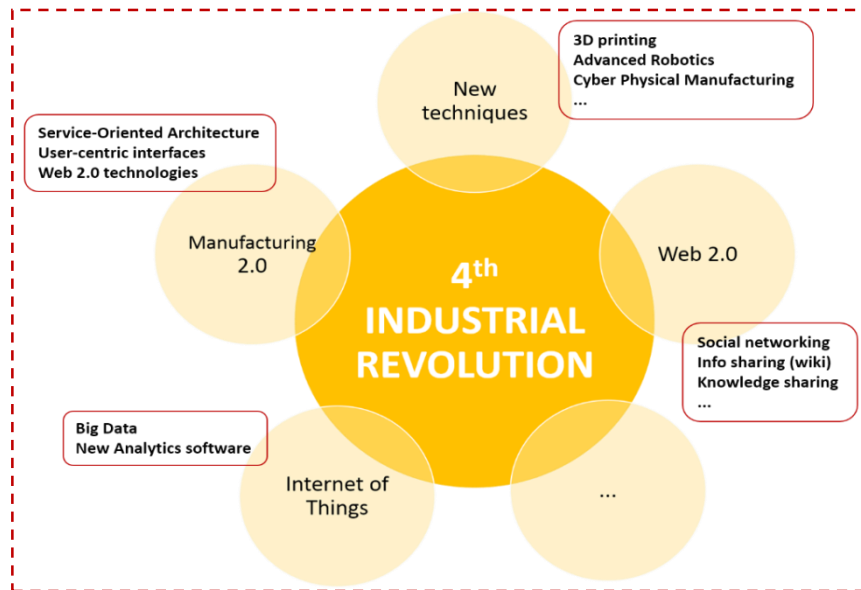 3D printing
Advanced Robotics
Cyber Physical Manufacturing
...
New
techniques
Service-Oriented Architecture
User-centric interfaces
Web 2.0 technologies
Manufacturing
2.0
Web 2.0
4th
INDUSTRIAL
REVOLUTION
Social networking
Info sharing (wiki)
Knowledge sharing
...
Big Data
New Analytics software
Internet of
Things
...